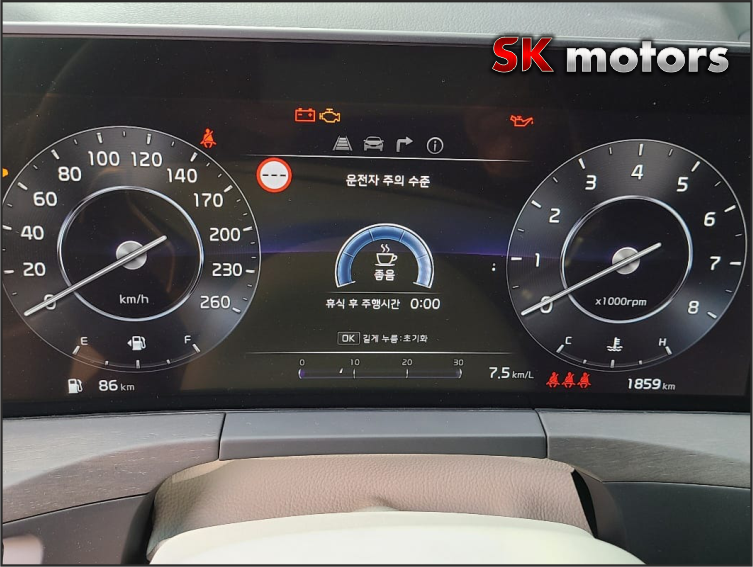 SK motors
0 20 40 60 80 100 120 140 170 200 230 260
km/h
E F
86 km
운전자 주의 수준
좋음
휴식 후 주행시간 0:00
OK 길게 누름 : 초기화
0 10 20 30
7.5 km/L
0 1 2 3 4 5 6 7 8
x1000rpm
C H
1859 km